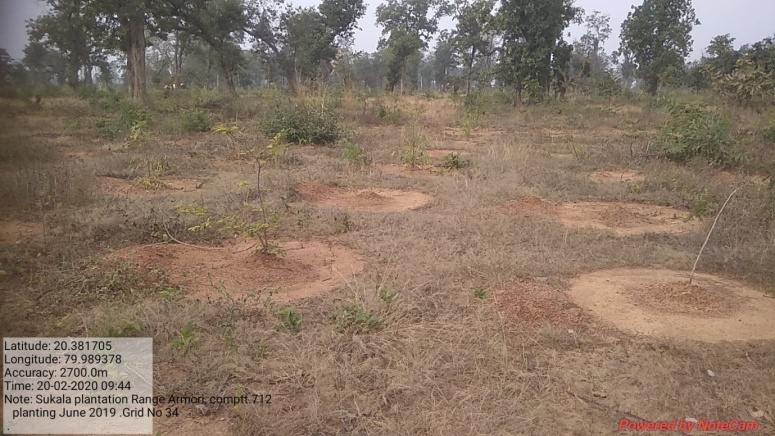 Latitude: 20.381705
Longitude: 79.989378
Accuracy: 2700.0m
Time: 20-02-2020 09:44
Note: Sukala plantation Range Armori, comptt.712
planting June 2019 .Grid No 34
Powered by NoteCam